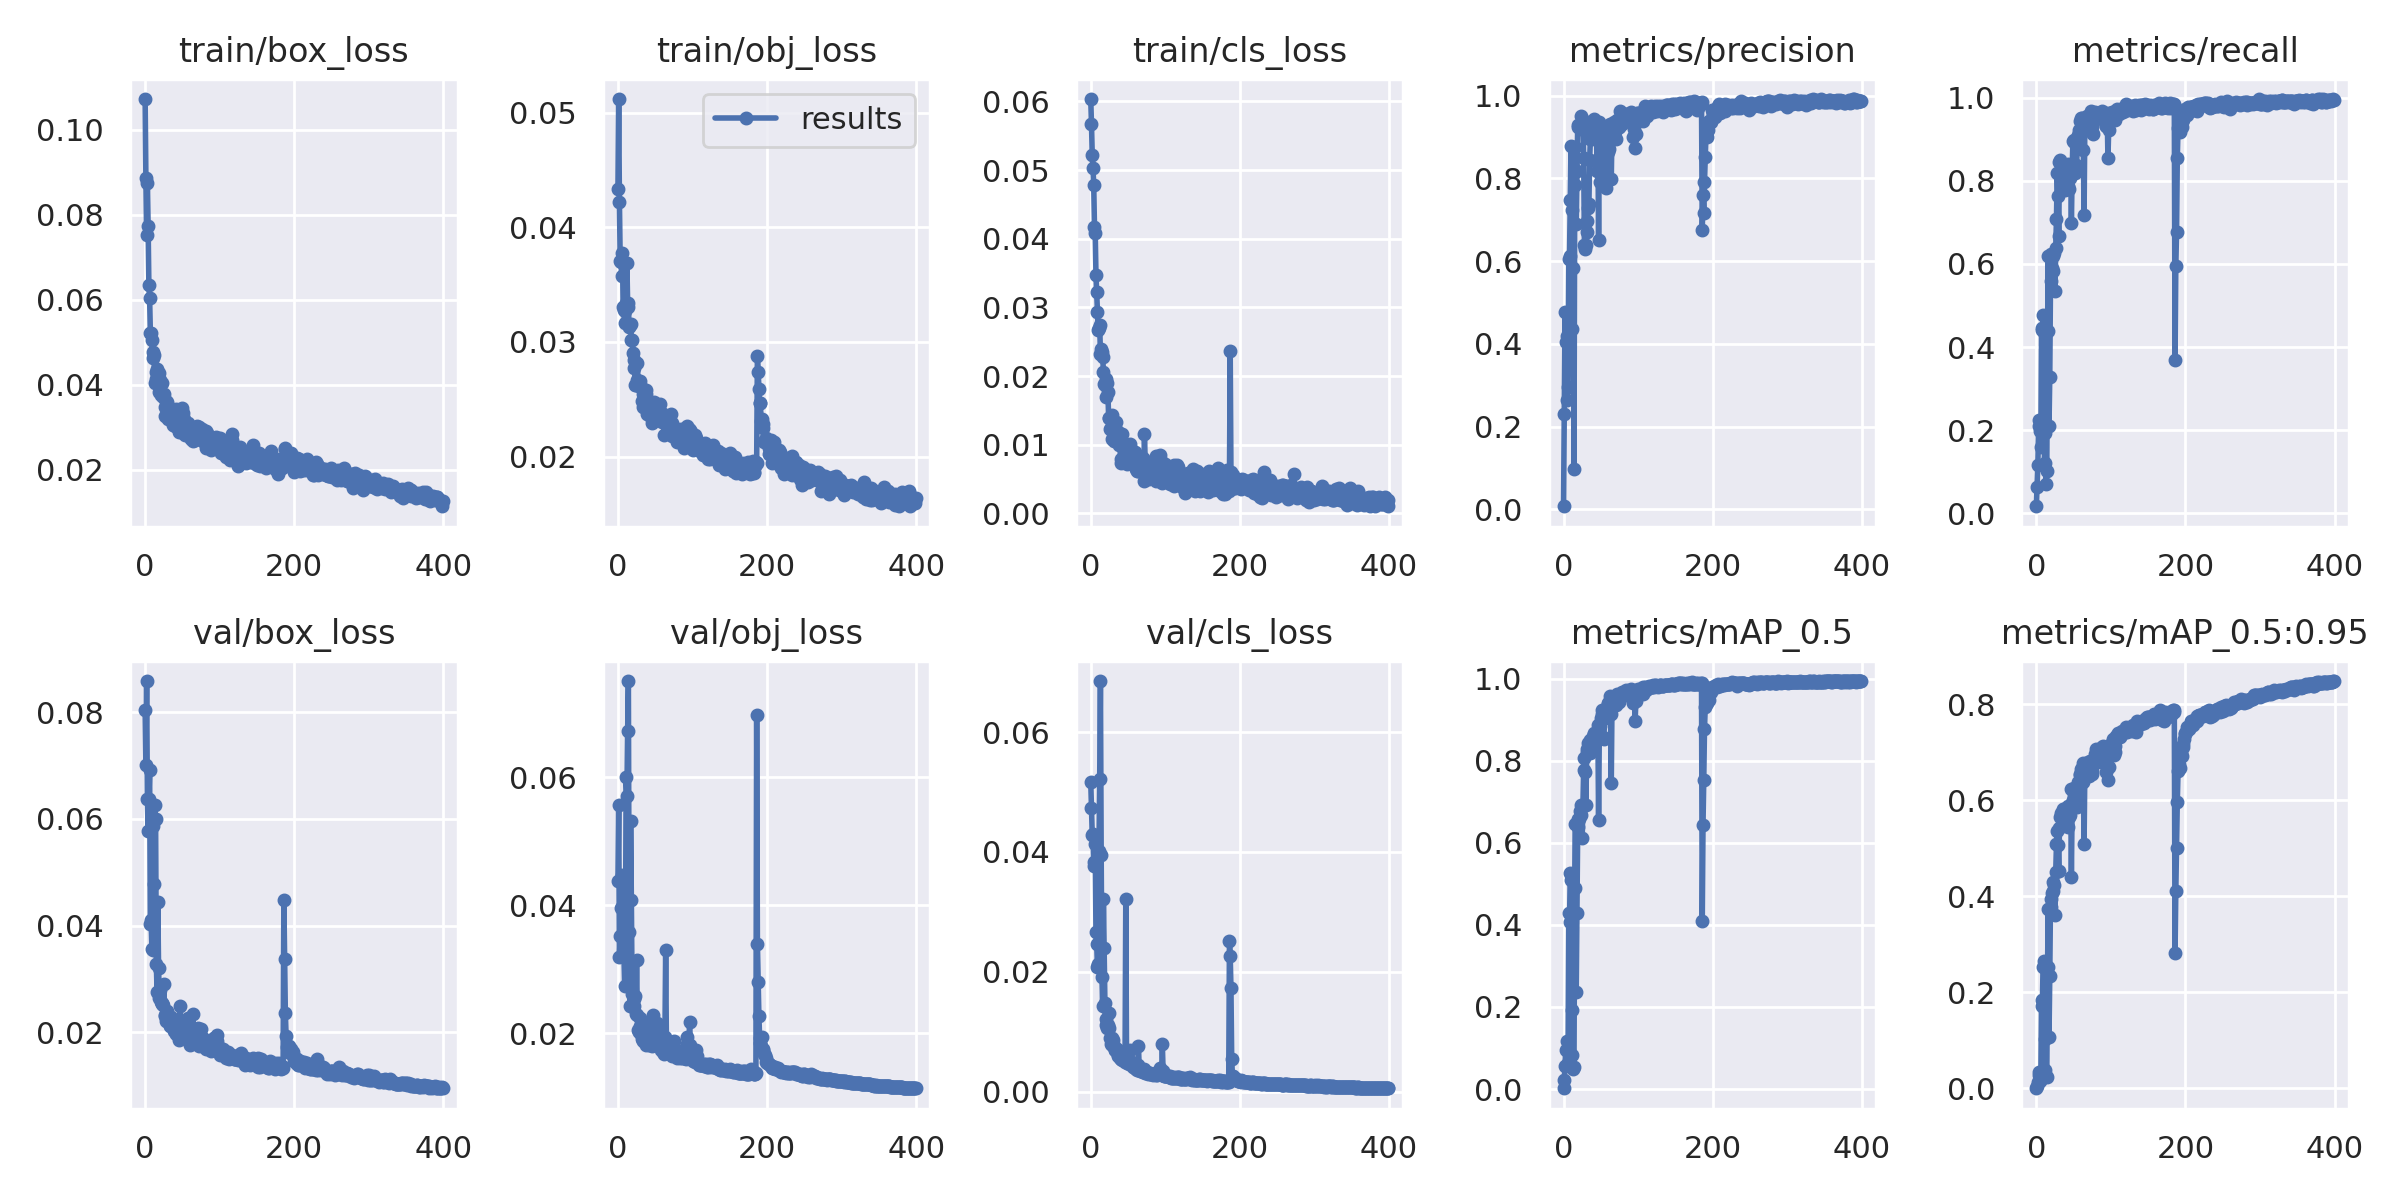 train/box_loss
0.10
0.08
0.06
0.04
0.02
0 200 400
train/obj_loss
results
0.05
0.04
0.03
0.02
0 200 400
train/cls_loss
0.06
0.05
0.04
0.03
0.02
0.01
0.00
0 200 400
metrics/precision
1.0
0.8
0.6
0.4
0.2
0.0
0 200 400
metrics/recall
1.0
0.8
0.6
0.4
0.2
0.0
0 200 400
val/box_loss
0.08
0.06
0.04
0.02
0 200 400
val/obj_loss
0.06
0.04
0.02
0 200 400
val/cls_loss
0.06
0.04
0.02
0.00
0 200 400
metrics/mAP_0.5
1.0
0.8
0.6
0.4
0.2
0.0
0 200 400
metrics/mAP_0.5:0.95
0.8
0.6
0.4
0.2
0.0
0 200 400